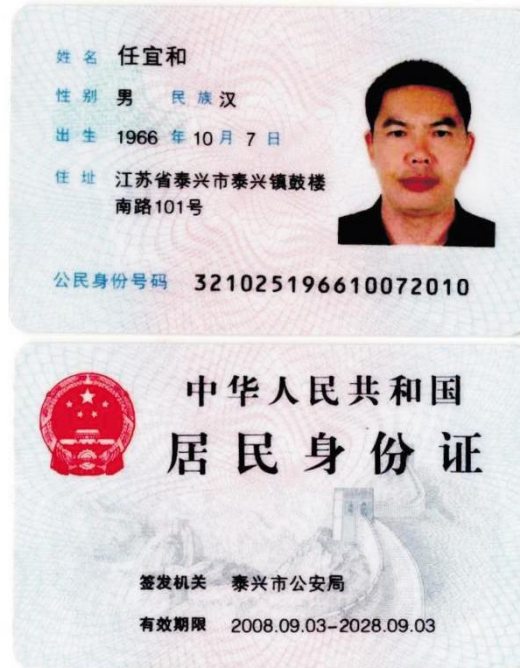 姓名 任宜和
性别 男 民族 汉
出生 1966 年 10 月 7 日
住址 江苏省泰兴市泰兴镇鼓楼
南路101号
公民身份号码 321025196610072010
中华人民共和国
居民身份证
签发机关 泰兴市公安局
有效期限 2008.09.03-2028.09.03